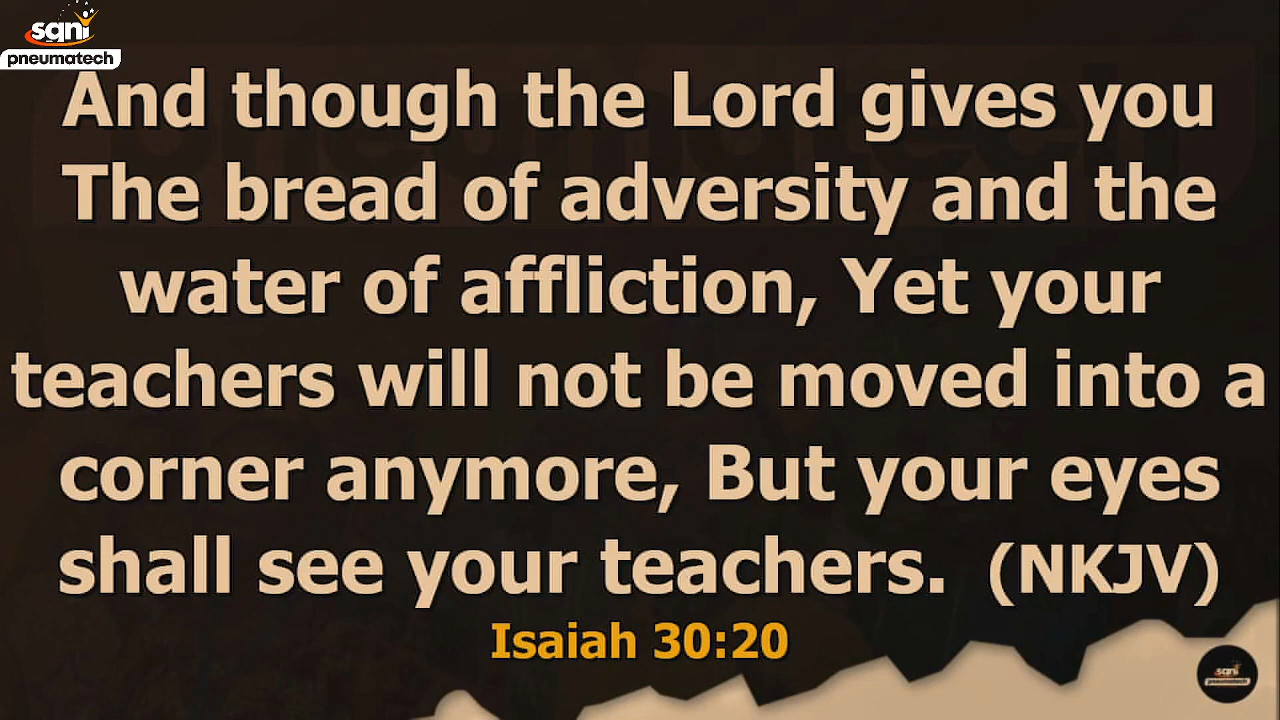 sgni
pneumatech
And though the Lord gives you
The bread of adversity and the
water of affliction, Yet your
teachers will not be moved into a
corner anymore, But your eyes
shall see your teachers. (NKJV)
Isaiah 30:20
sgni
pneumatech